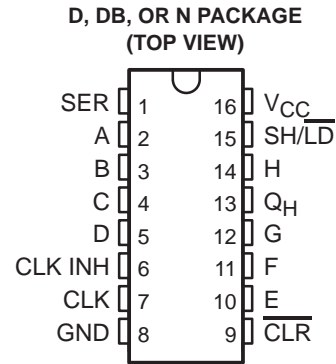 D, DB, OR N PACKAGE
(TOP VIEW)
SER 1 16 VCC
A 2 15 SH/LD
B 3 14 H
C 4 13 QH
D 5 12 G
CLK INH 6 11 F
CLK 7 10 E
GND 8 9 CLR